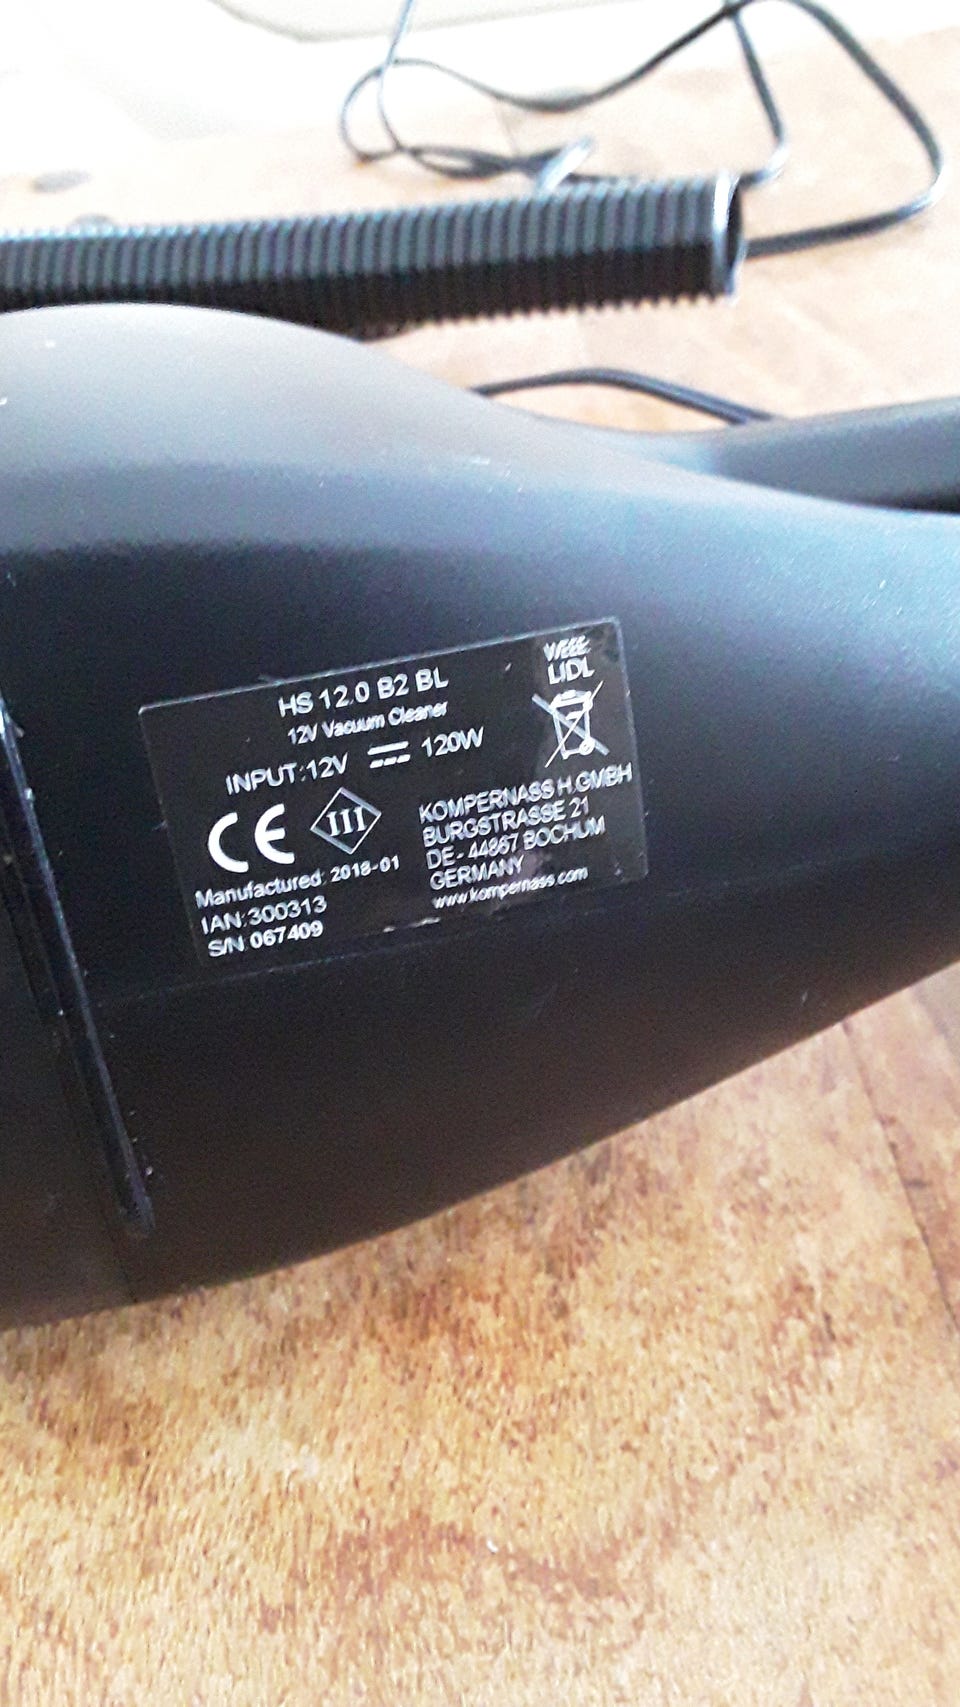 HS 12.0 B2 BL
12V Vacuum Cleaner
INPUT:12V ⎓ 120W
WEEE
LIDL
CE III
Manufactured: 2018-01
IAN:300313
S/N:067409
KOMPERNASS H.GMBH
BURGSTRASSE 21
DE-44867 BOCHUM
GERMANY
www.kompernass.com